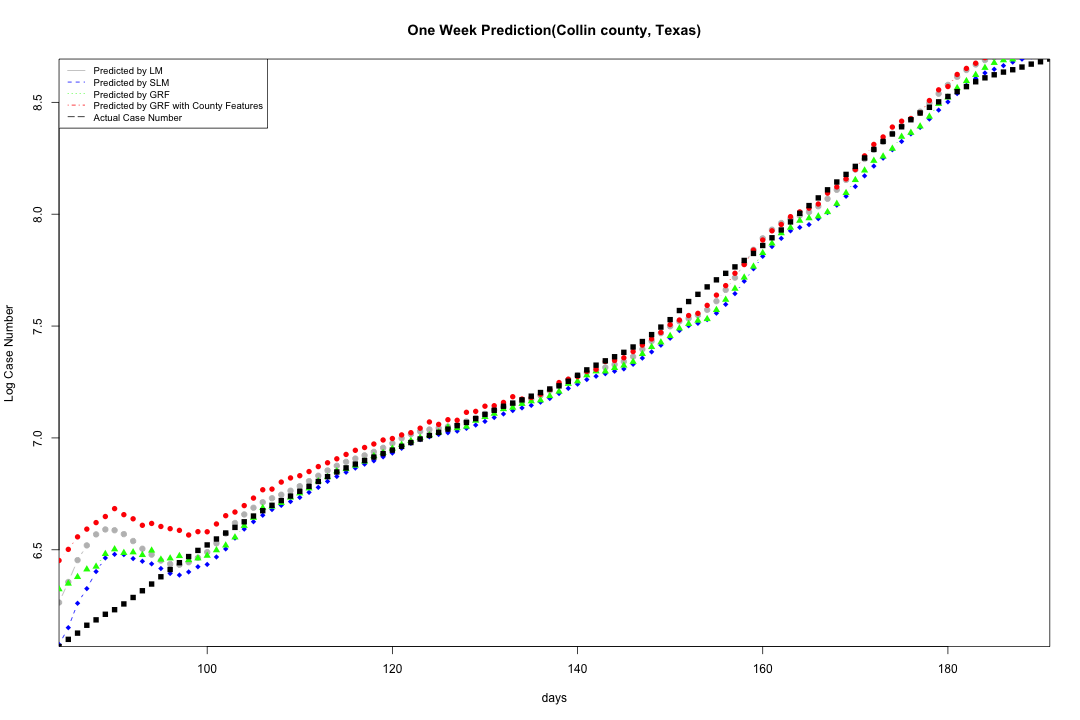 One Week Prediction(Collin county, Texas)
Predicted by LM
Predicted by SLM
Predicted by GRF
Predicted by GRF with County Features
Actual Case Number
8.5
8.0
7.5
7.0
6.5
Log Case Number
100 120 140 160 180
days